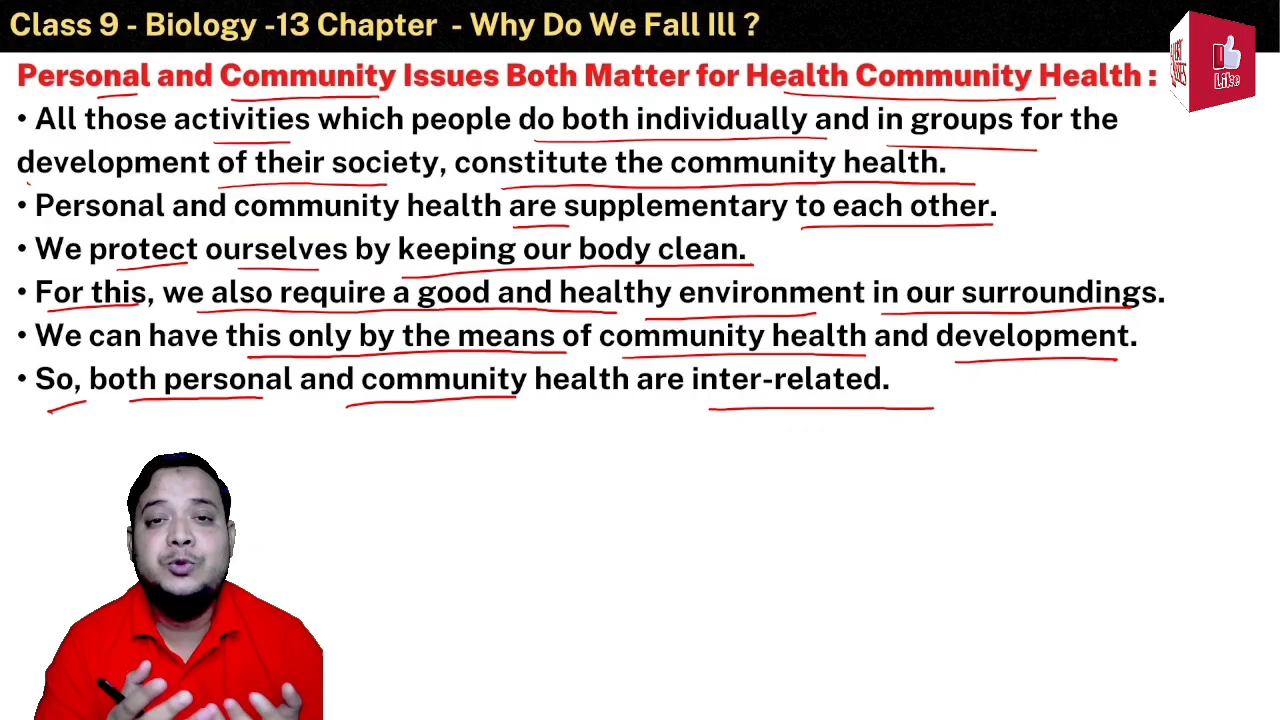 Class 9 - Biology -13 Chapter - Why Do We Fall Ill ?
Personal and Community Issues Both Matter for Health Community Health :
• All those activities which people do both individually and in groups for the
development of their society, constitute the community health.
• Personal and community health are supplementary to each other.
• We protect ourselves by keeping our body clean.
• For this, we also require a good and healthy environment in our surroundings.
• We can have this only by the means of community health and development.
• So, both personal and community health are inter-related.
Like